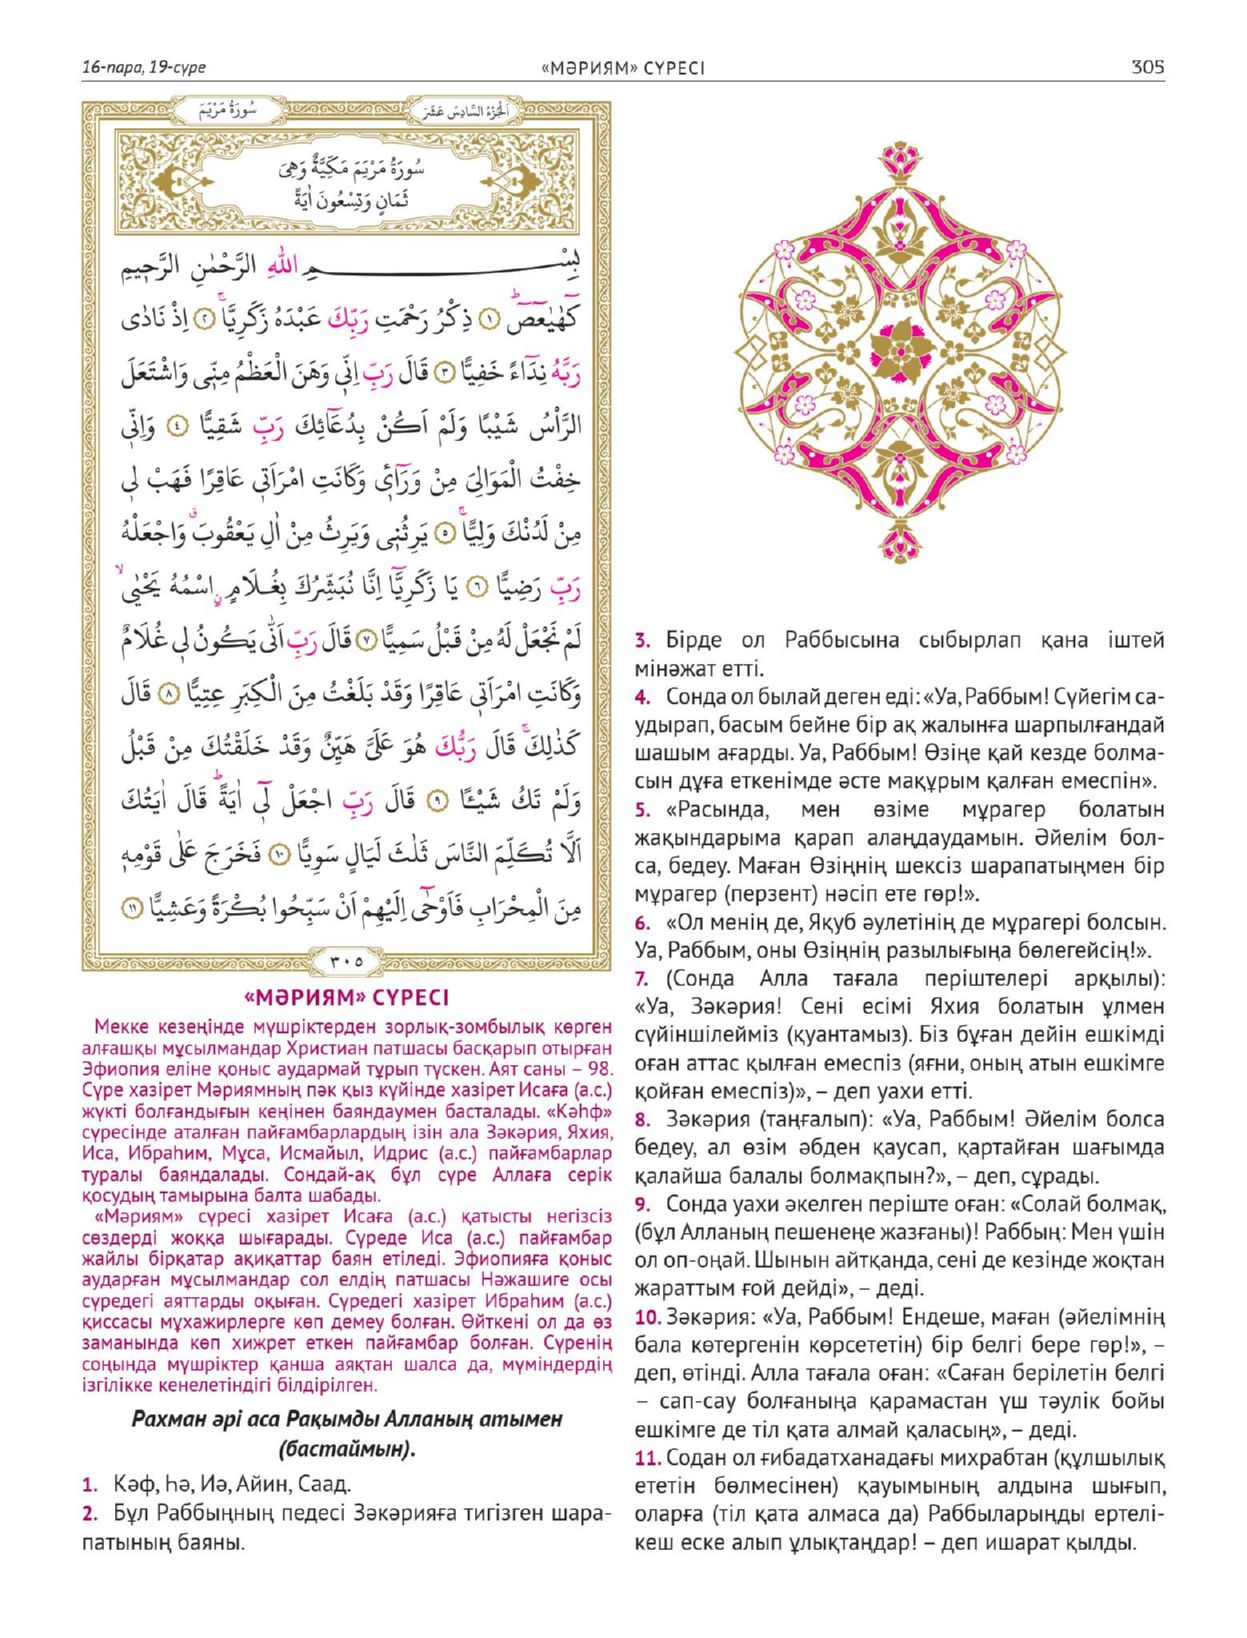 16-пара, 19-сүре
«МӘРИЯМ» СҮРЕСІ
305
سُورَةُ مَرْيَمَ
اَلْجُزْءُ السَّادِسَ عَشَرَ
سُورَةُ مَرْيَمَ مَكِّيَّةٌ وَهِيَ
ثَمَانٍ وَتِسْعُونَ اٰيَةً
بِسْمِ اللّٰهِ الرَّحْمٰنِ الرَّح۪يمِ
كٓهٰيٰعٓصٓۜ ﴿١﴾ ذِكْرُ رَحْمَتِ رَبِّكَ عَبْدَهُ زَكَرِيَّاۚ ﴿٢﴾ اِذْ نَادٰى
رَبَّهُ نِدَٓاءً خَفِيًّا ﴿٣﴾ قَالَ رَبِّ اِنّ۪ي وَهَنَ الْعَظْمُ مِنّ۪ي وَاشْتَعَلَ
الرَّأْسُ شَيْبًا وَلَمْ اَكُنْ بِدُعَٓائِكَ رَبِّ شَقِيًّا ﴿٤﴾ وَاِنّ۪ي
خِفْتُ الْمَوَالِيَ مِنْ وَرَٓاء۪ي وَكَانَتِ امْرَاَت۪ي عَاقِرًا فَهَبْ ل۪ي
مِنْ لَدُنْكَ وَلِيًّاۙ ﴿٥﴾ يَرِثُن۪ي وَيَرِثُ مِنْ اٰلِ يَعْقُوبَۗ وَاجْعَلْهُ
رَبِّ رَضِيًّا ﴿٦﴾ يَا زَكَرِيَّٓا اِنَّا نُبَشِّرُكَ بِغُلَامٍۨ اسْمُهُ يَحْيٰىۙ
لَمْ نَجْعَلْ لَهُ مِنْ قَبْلُ سَمِيًّا ﴿٧﴾ قَالَ رَبِّ اَنّٰى يَكُونُ ل۪ي غُلَامٌ
وَكَانَتِ امْرَاَت۪ي عَاقِرًا وَقَدْ بَلَغْتُ مِنَ الْكِبَرِ عِتِيًّا ﴿٨﴾ قَالَ
كَذٰلِكَۚ قَالَ رَبُّكَ هُوَ عَلَيَّ هَيِّنٌ وَقَدْ خَلَقْتُكَ مِنْ قَبْلُ
وَلَمْ تَكُ شَيْئًا ﴿٩﴾ قَالَ رَبِّ اجْعَلْ ل۪ٓي اٰيَةًۜ قَالَ اٰيَتُكَ
اَلَّا تُكَلِّمَ النَّاسَ ثَلٰثَ لَيَالٍ سَوِيًّا ﴿١٠﴾ فَخَرَجَ عَلٰى قَوْمِه۪
مِنَ الْمِحْرَابِ فَاَوْحٰٓى اِلَيْهِمْ اَنْ سَبِّحُوا بُكْرَةً وَعَشِيًّا ﴿١١﴾
٣٠٥
«МӘРИЯМ» СҮРЕСІ
Мекке кезеңінде мүшріктерден зорлық-зомбылық көрген
алғашқы мұсылмандар Христиан патшасы басқарып отырған
Эфиопия еліне қоныс аудармай тұрып түскен. Аят саны – 98.
Сүре хазірет Мәриямның пәк қыз күйінде хазірет Исаға (а.с.)
жүкті болғандығын кеңінен баяндаумен басталады. «Кәһф»
сүресінде аталған пайғамбарлардың ізін ала Зәкәрия, Яхия,
Иса, Ибраһим, Мұса, Исмайыл, Идрис (а.с.) пайғамбарлар
туралы баяндалады. Сондай-ақ бұл сүре Аллаға серік
қосудың тамырына балта шабады.
«Мәриям» сүресі хазірет Исаға (а.с.) қатысты негізсіз
сөздерді жоққа шығарады. Сүреде Иса (а.с.) пайғамбар
жайлы бірқатар ақиқаттар баян етіледі. Эфиопияға қоныс
аударған мұсылмандар сол елдің патшасы Нәжашиге осы
сүредегі аяттарды оқыған. Сүредегі хазірет Ибраһим (а.с.)
қиссасы мұхажирлерге көп демеу болған. Өйткені ол да өз
заманында көп хижрет еткен пайғамбар болған. Сүренің
соңында мүшріктер қанша аяқтан шалса да, мүміндердің
ізгілікке кенелетіндігі білдірілген.
Рахман әрі аса Рақымды Алланың атымен
(бастаймын).
1. Кәф, Һә, Иә, Айин, Саад.
2. Бұл Раббыңның педесі Зәкәрияға тигізген шара-
патының баяны.
3. Бірде ол Раббысына сыбырлап қана іштей
мінәжат етті.
4. Сонда ол былай деген еді: «Уа, Раббым! Сүйегім са-
удырап, басым бейне бір ақ жалынға шарпылғандай
шашым ағарды. Уа, Раббым! Өзіңе қай кезде болма-
сын дұға еткенімде әсте мақұрым қалған емеспін».
5. «Расында, мен өзіме мұрагер болатын
жақындарыма қарап алаңдаудамын. Әйелім бол-
са, бедеу. Маған Өзіңнің шексіз шарапатыңмен бір
мұрагер (перзент) нәсіп ете гөр!».
6. «Ол менің де, Яқуб әулетінің де мұрагері болсын.
Уа, Раббым, оны Өзіңнің разылығыңа бөлегейсің!».
7. (Сонда Алла тағала періштелері арқылы):
«Уа, Зәкәрия! Сені есімі Яхия болатын ұлмен
сүйіншілейміз (қуантамыз). Біз бұған дейін ешкімді
оған аттас қылған емеспіз (яғни, оның атын ешкімге
қойған емеспіз)», – деп уахи етті.
8. Зәкәрия (таңғалып): «Уа, Раббым! Әйелім болса
бедеу, ал өзім әбден қаусап, қартайған шағымда
қалайша балалы болмақпын?», – деп, сұрады.
9. Сонда уахи әкелген періште оған: «Солай болмақ,
(бұл Алланың пешенеңе жазғаны)! Раббың: Мен үшін
ол оп-оңай. Шынын айтқанда, сені де кезінде жоқтан
жараттым ғой дейді», – деді.
10. Зәкәрия: «Уа, Раббым! Ендеше, маған (әйелімнің
бала көтергенін көрсететін) бір белгі бере гөр!», –
деп, өтінді. Алла тағала оған: «Саған берілетін белгі
– сап-сау болғаныңа қарамастан үш тәулік бойы
ешкімге де тіл қата алмай қаласың», – деді.
11. Содан ол ғибадатханадағы михрабтан (құлшылық
ететін бөлмесінен) қауымының алдына шығып,
оларға (тіл қата алмаса да) Раббыларыңды ертелі-
кеш еске алып ұлықтаңдар! – деп ишарат қылды.